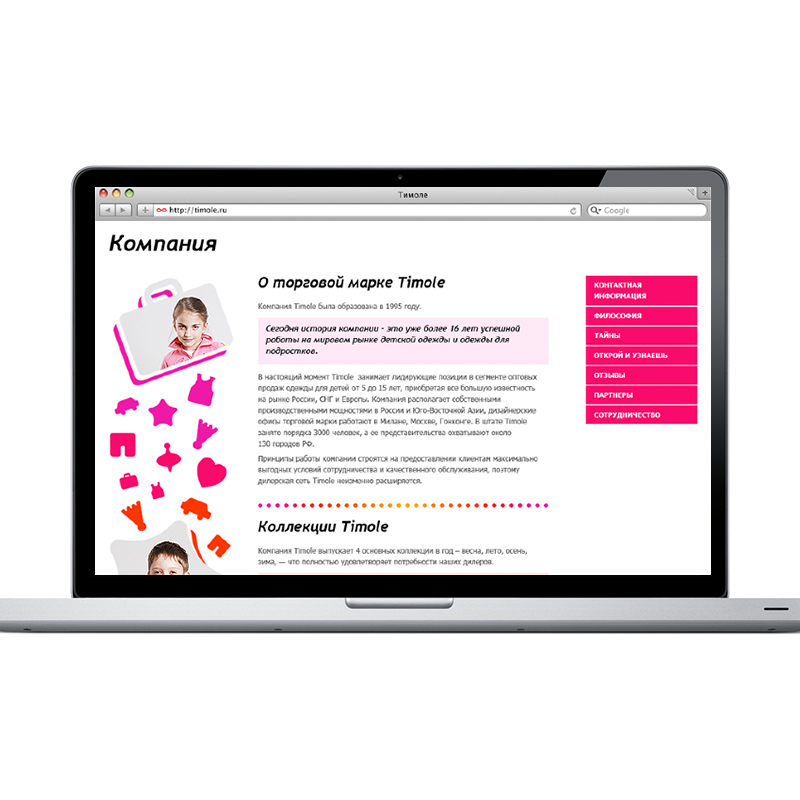 Тимоле
http://timole.ru
Google
Компания
О торговой марке Timole
Компания Timole была образована в 1995 году.
Сегодня история компании - это уже более 16 лет успешной
работы на мировом рынке детской одежды и одежды для
подростков.
В настоящий момент Timole занимает лидирующие позиции в сегменте оптовых
продаж одежды для детей от 5 до 15 лет, приобретая все большую известность
на рынке России, СНГ и Европы. Компания располагает собственными
производственными мощностями в России и Юго-Восточной Азии, дизайнерские
офисы торговой марки работают в Милане, Москве, Гонконге. В штате Timole
занято порядка 3000 человек, а ее представительства охватывают около
130 городов РФ.
Принципы работы компании строятся на предоставлении клиентам максимально
выгодных условий сотрудничества и качественного обслуживания, поэтому
дилерская сеть Timole неизменно расширяется.
Коллекции Timole
Компания Timole выпускает 4 основных коллекции в год – весна, лето, осень,
зима, — что полностью удовлетворяет потребности наших дилеров.
КОНТАКТНАЯ
ИНФОРМАЦИЯ
ФИЛОСОФИЯ
ТАЙНЫ
ОТКРОЙ И УЗНАЕШЬ
ОТЗЫВЫ
ПАРТНЕРЫ
СОТРУДНИЧЕСТВО